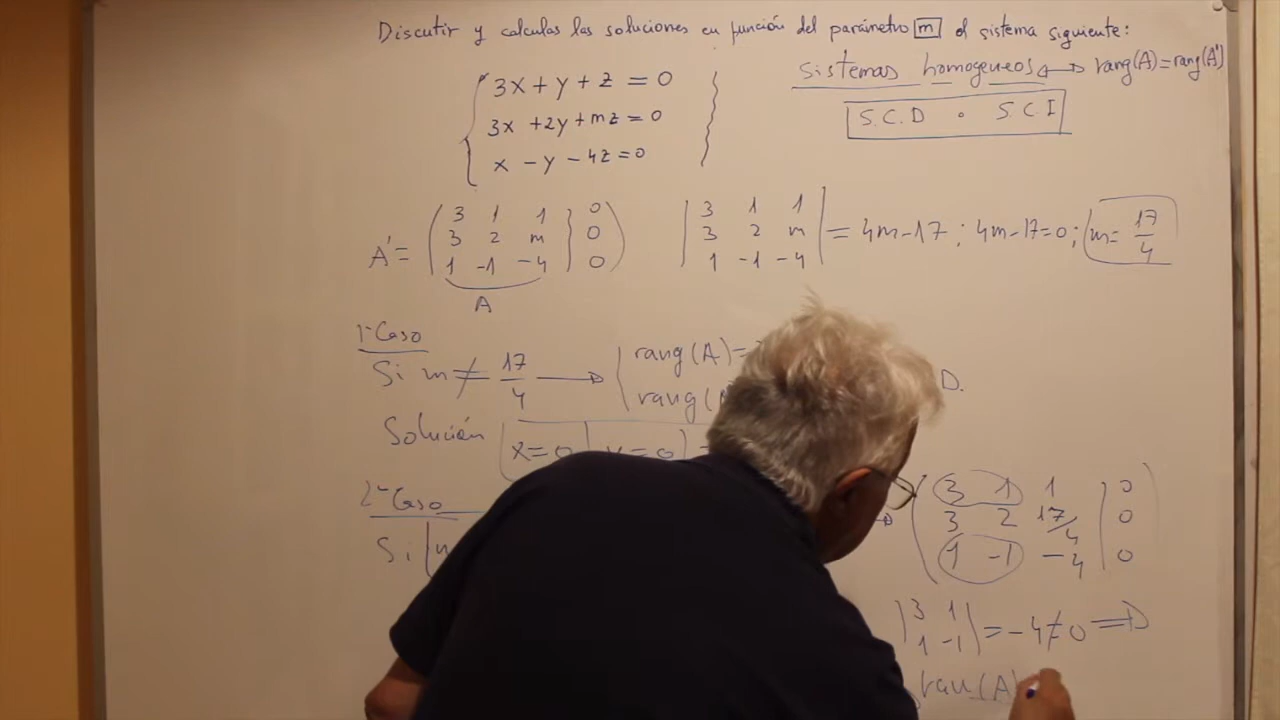 Discutir y calculas las soluciones en función del parámetro m el sistema siguiente:
sistemas homogeneos ↔ rang(A)=rang(A')
S.C.D o S.C.I
3x + y + z = 0
3x + 2y + mz = 0
x - y - 4z = 0
A' = ( 3 1 1 | 0
3 2 m | 0
1 -1 -4 | 0 )
A
| 3 1 1
3 2 m
1 -1 -4 | = 4m-17 ; 4m-17=0; m= 17/4
1º Caso
Si m ≠ 17/4 → rang(A)=
rang(
D.
Solución x=0 y=0
2º Caso
Si
→ ( 3 1 1 | 0
3 2 17/4 | 0
1 -1 -4 | 0 )
| 3 1
1 -1 | = -4 ≠ 0 ⇒
ran(A)